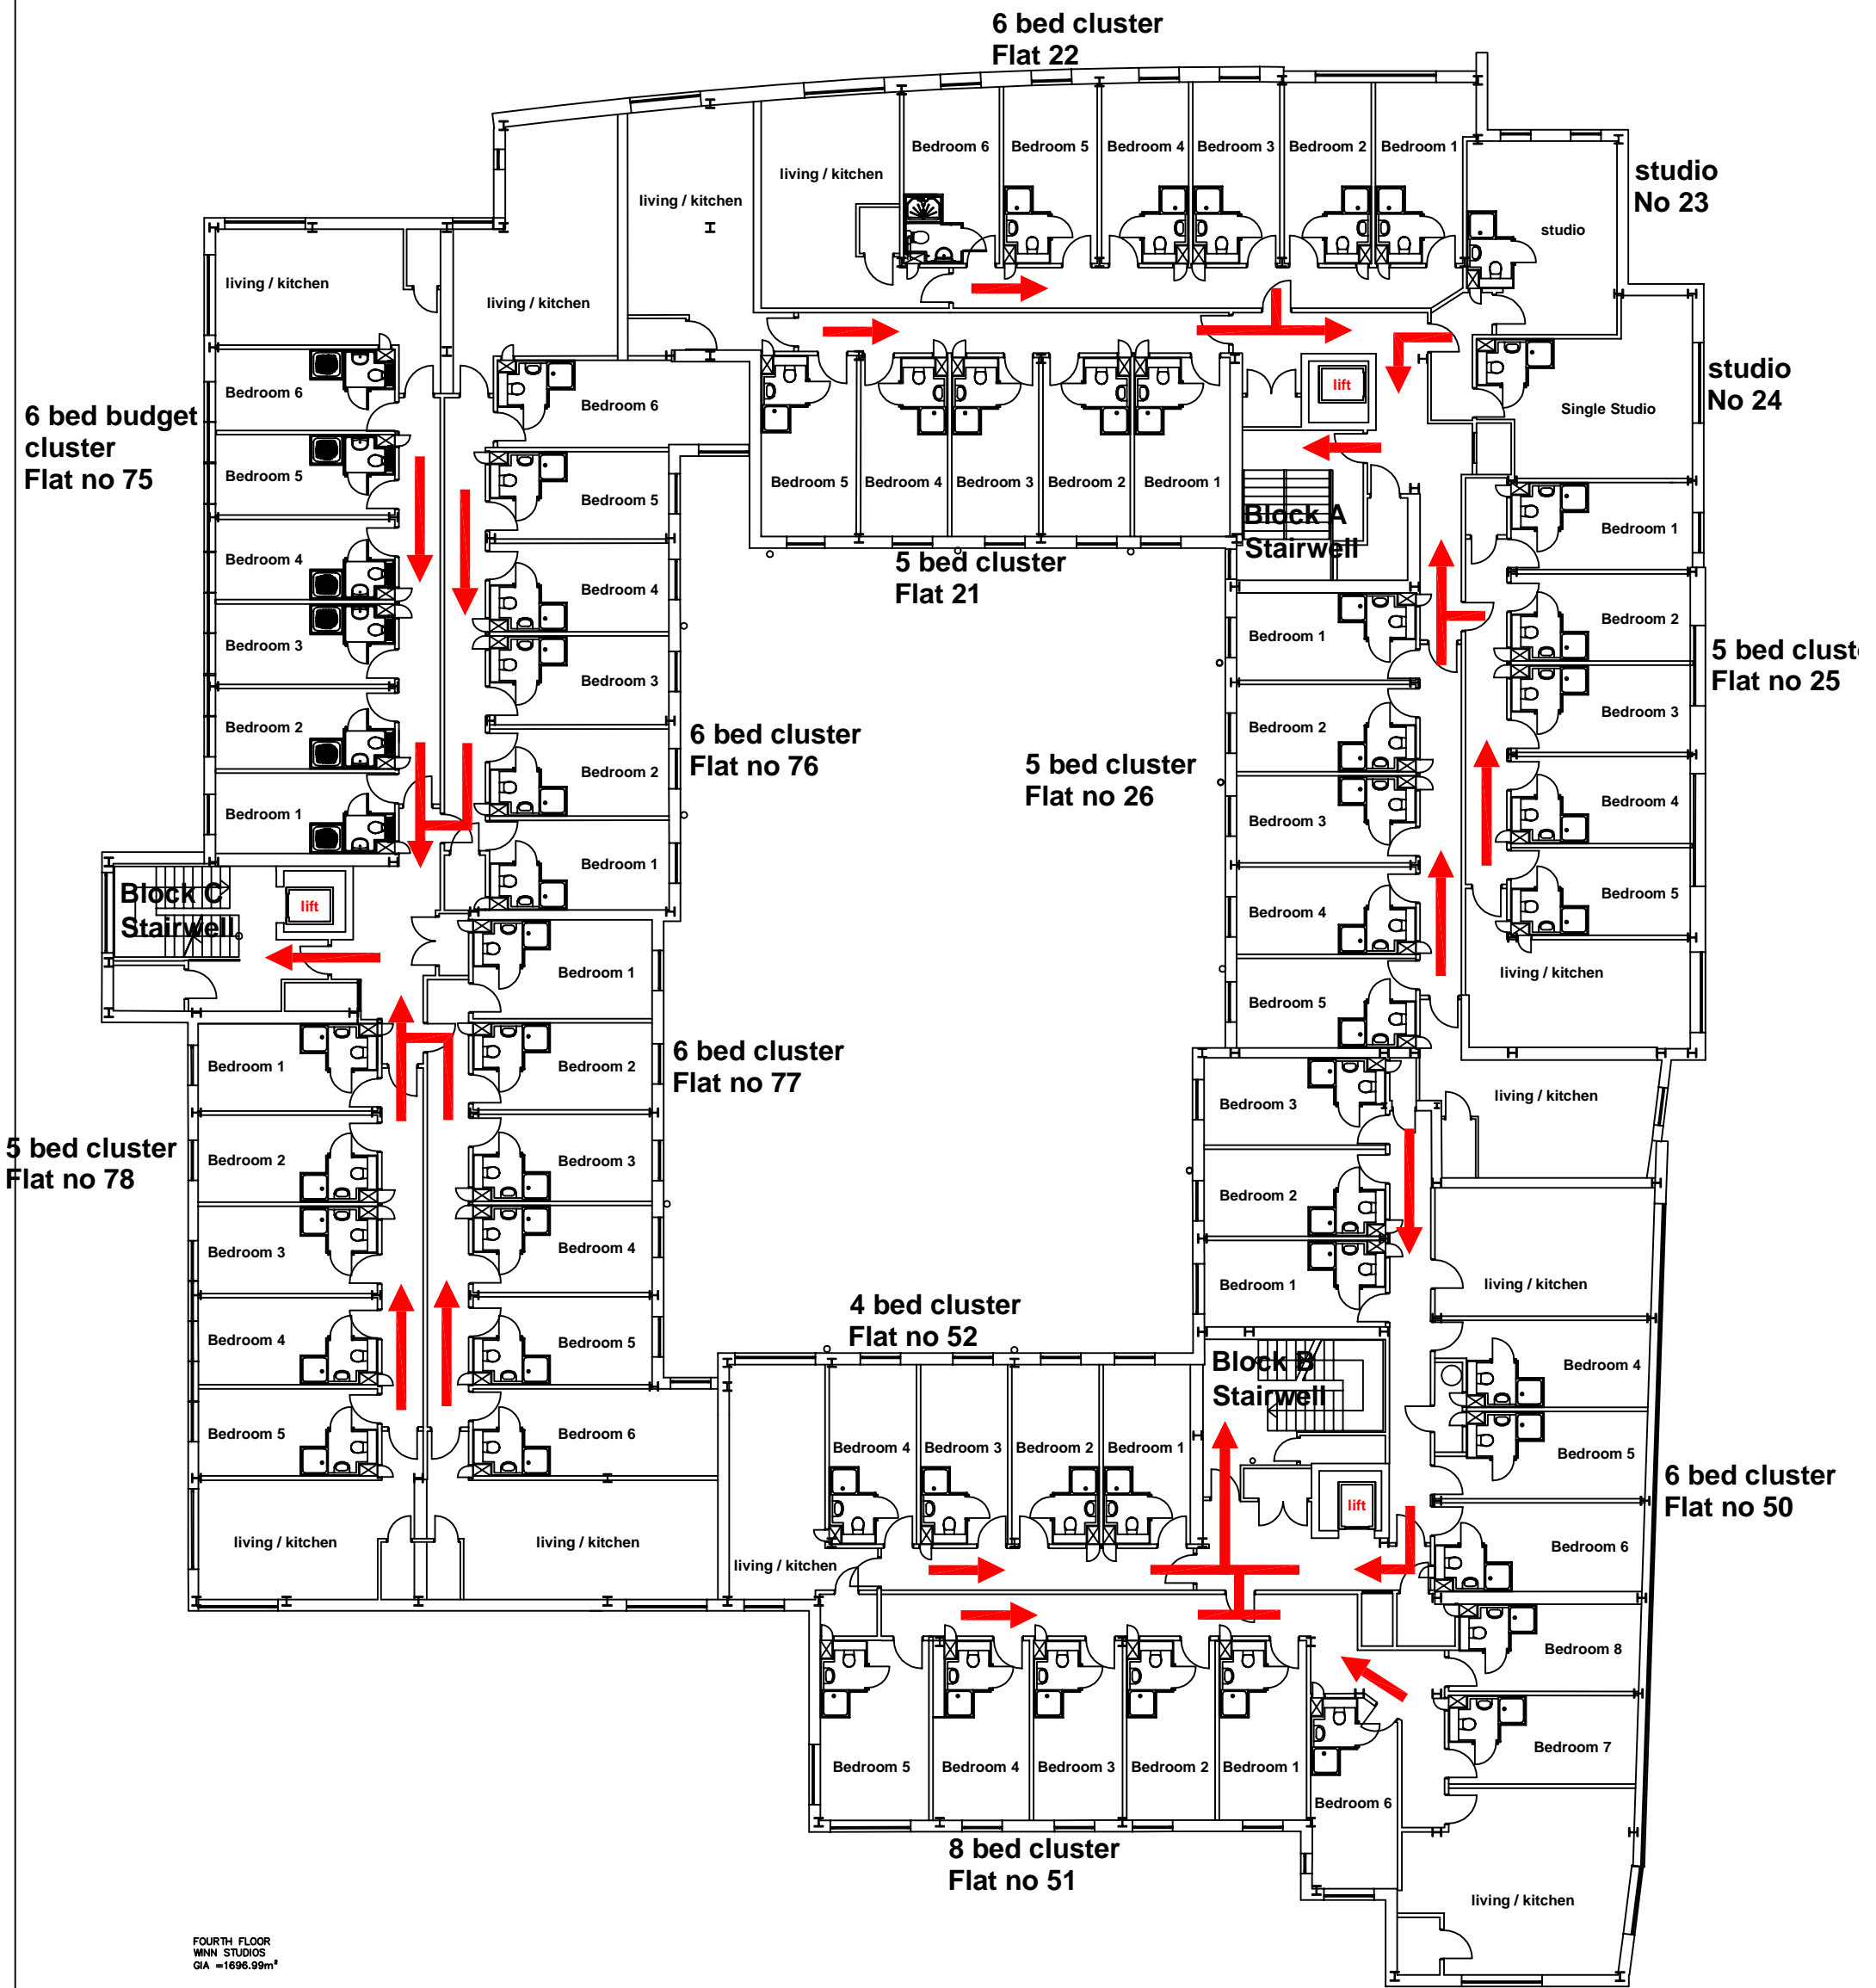 6 bed cluster
Flat 22
Bedroom 6
Bedroom 5
Bedroom 4
Bedroom 3
Bedroom 2
Bedroom 1
living / kitchen
living / kitchen
studio
No 23
studio
living / kitchen
living / kitchen
6 bed budget
cluster
Flat no 75
Bedroom 6
Bedroom 5
Bedroom 4
Bedroom 3
Bedroom 2
Bedroom 1
Bedroom 6
Bedroom 5
Bedroom 4
Bedroom 3
Bedroom 2
Bedroom 1
6 bed cluster
Flat no 76
Bedroom 5
Bedroom 4
Bedroom 3
Bedroom 2
Bedroom 1
5 bed cluster
Flat 21
lift
Block A
Stairwell
studio
No 24
Single Studio
Bedroom 1
Bedroom 2
Bedroom 3
Bedroom 4
Bedroom 5
living / kitchen
5 bed cluste
Flat no 25
Bedroom 1
Bedroom 2
Bedroom 3
Bedroom 4
Bedroom 5
5 bed cluster
Flat no 26
living / kitchen
Block C
Stairwell
lift
Bedroom 1
Bedroom 2
Bedroom 3
Bedroom 4
Bedroom 5
Bedroom 6
6 bed cluster
Flat no 77
Bedroom 1
Bedroom 2
Bedroom 3
Bedroom 4
Bedroom 5
5 bed cluster
Flat no 78
living / kitchen
living / kitchen
4 bed cluster
Flat no 52
Bedroom 4
Bedroom 3
Bedroom 2
Bedroom 1
living / kitchen
Bedroom 3
Bedroom 2
Bedroom 1
Block B
Stairwell
lift
living / kitchen
Bedroom 4
Bedroom 5
Bedroom 6
6 bed cluster
Flat no 50
Bedroom 8
Bedroom 7
Bedroom 5
Bedroom 4
Bedroom 3
Bedroom 2
Bedroom 1
Bedroom 6
8 bed cluster
Flat no 51
living / kitchen
FOURTH FLOOR
WINN STUDIOS
GIA =1696.99m²